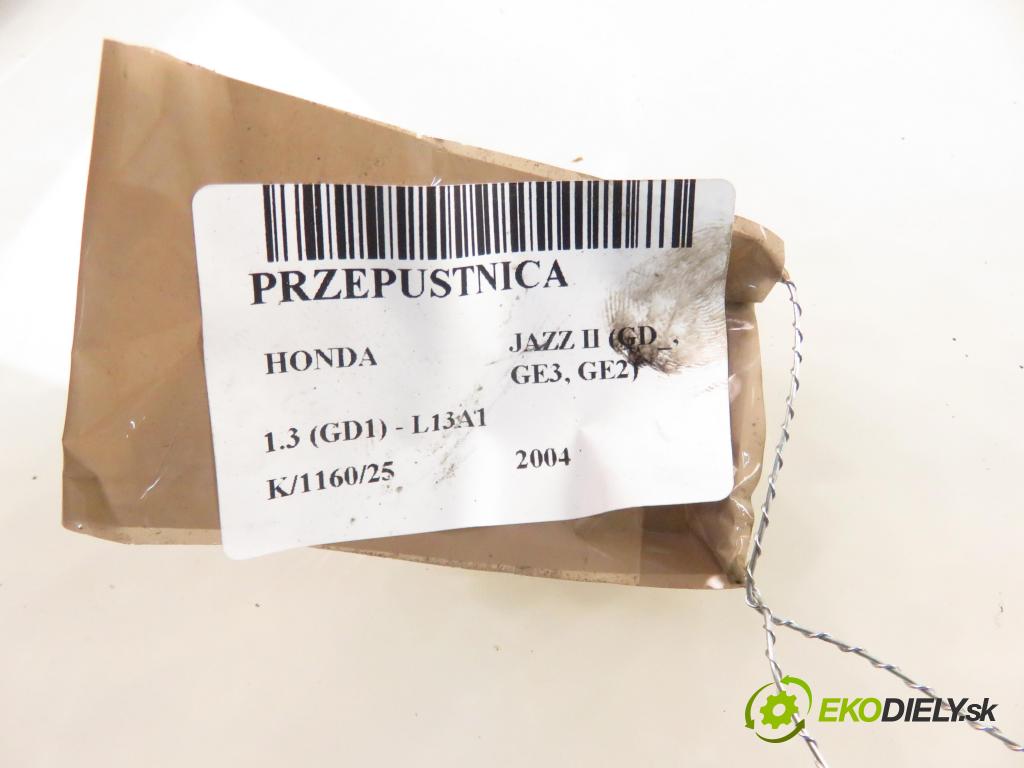 PRZEPUSTNICA
HONDA
JAZZ II (GD_,
GE3, GE2)
1.3 (GD1) - L13A1
K/1160/25
2004
EKODIELY.sk